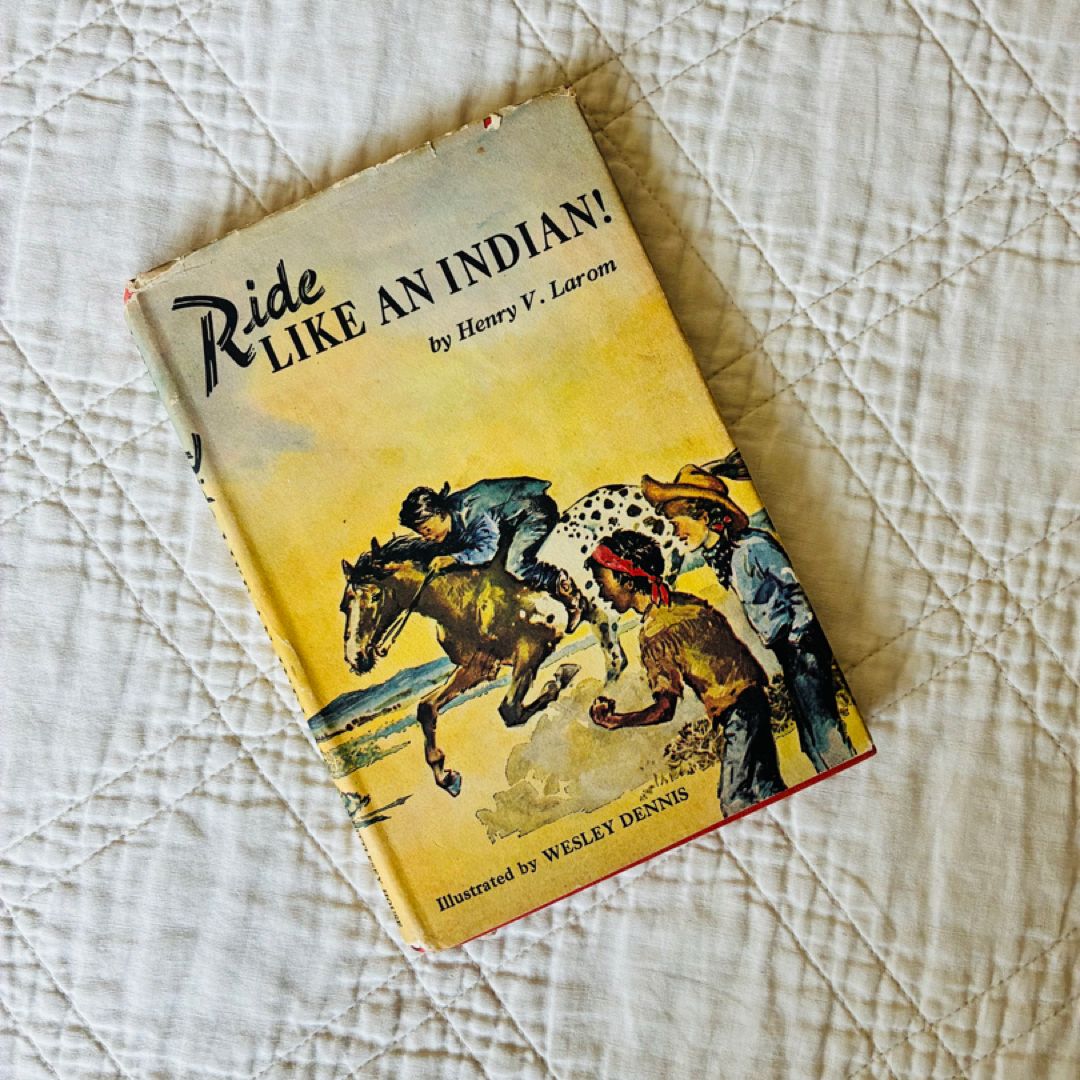 Ride
LIKE AN INDIAN!
by Henry V. Larom
Illustrated by WESLEY DENNIS